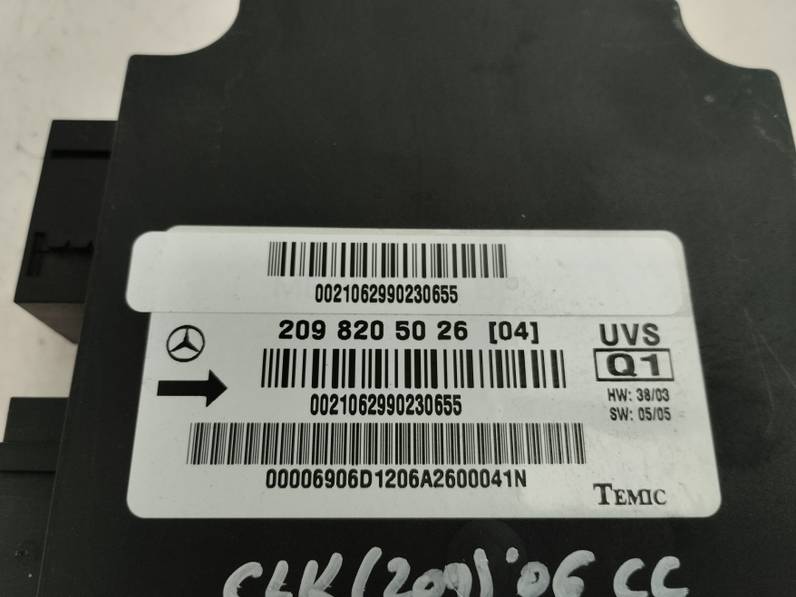 0021062990230655
209 820 50 26 [04]
UVS
Q1
0021062990230655
HW: 38/03
SW: 05/05
00006906D1206A2600041N
TEMIC
CLK (209) '06 CC